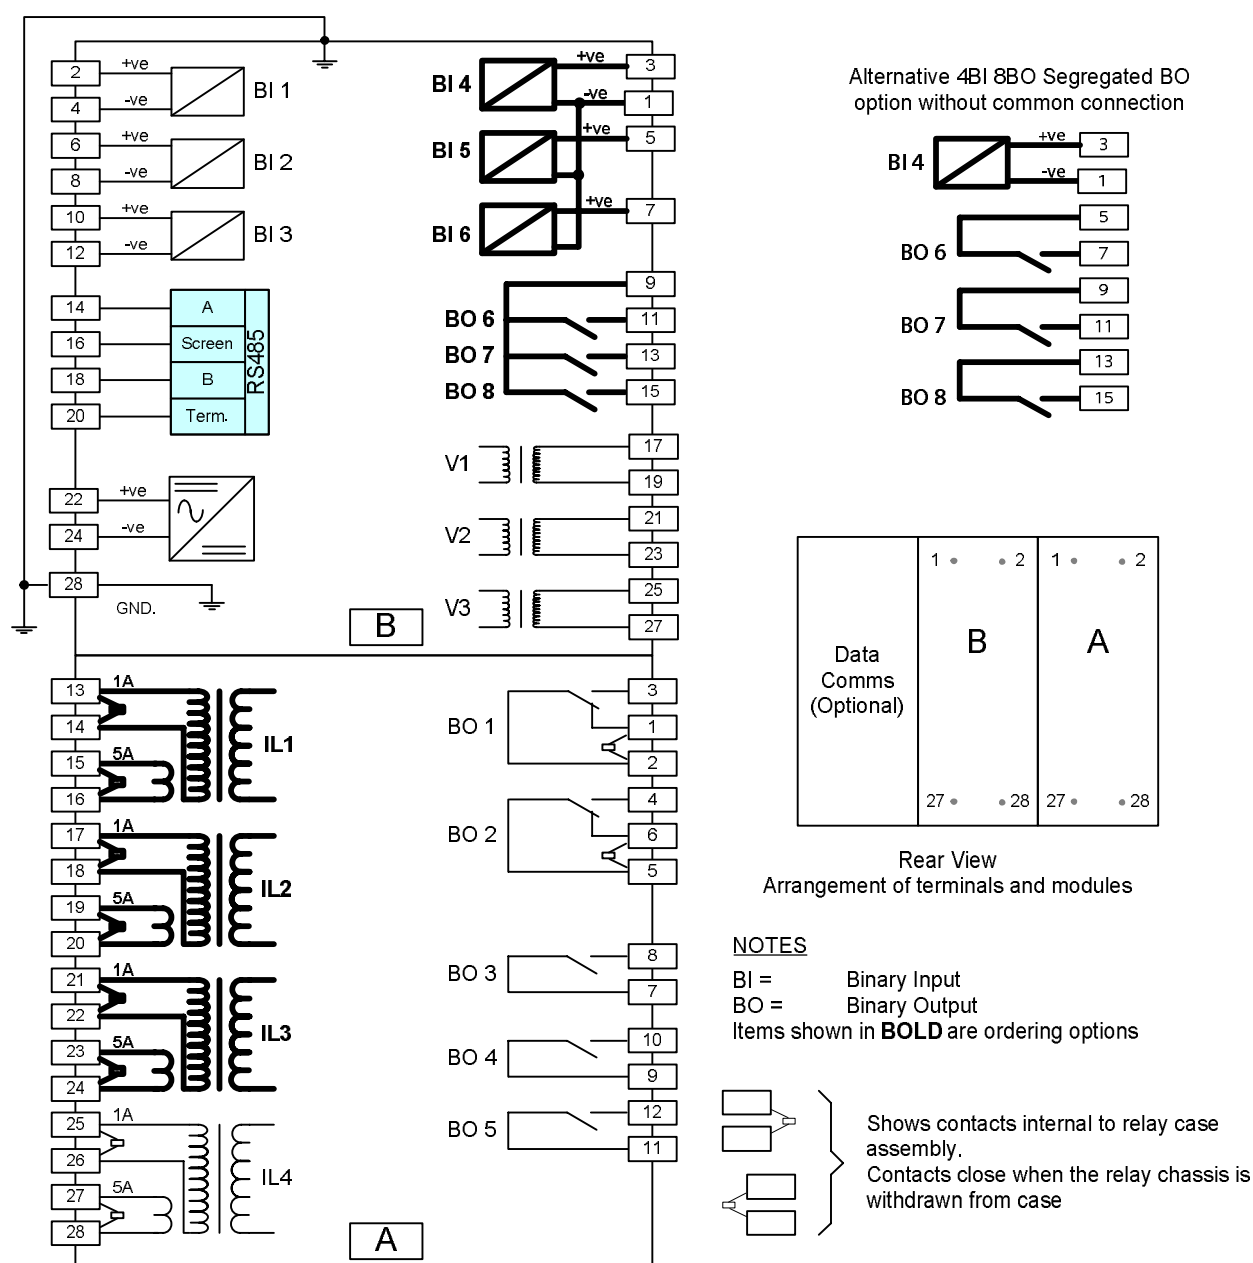 2 +ve
4 -ve
BI 1
6 +ve
8 -ve
BI 2
10 +ve
12 -ve
BI 3
14 A
16 Screen
18 B
20 Term.
RS485
22 +ve
24 -ve
28
GND.
BI 4 +ve 3
-ve 1
BI 5 +ve 5
BI 6 +ve 7
9
BO 6 11
BO 7 13
BO 8 15
V1 17
19
V2 21
23
V3 25
27
B
13 1A
14
15 5A
16
IL1
17 1A
18
19 5A
20
IL2
21 1A
22
23 5A
24
IL3
25 1A
26
27 5A
28
IL4
BO 1 3
1
2
BO 2 4
6
5
BO 3 8
7
BO 4 10
9
BO 5 12
11
A
Alternative 4BI 8BO Segregated BO
option without common connection
BI 4 +ve 3
-ve 1
5
BO 6 7
9
BO 7 11
13
BO 8 15
1 2 1 2
Data
Comms
(Optional)
B A
27 28 27 28
Rear View
Arrangement of terminals and modules
NOTES
BI = Binary Input
BO = Binary Output
Items shown in BOLD are ordering options
Shows contacts internal to relay case
assembly.
Contacts close when the relay chassis is
withdrawn from case